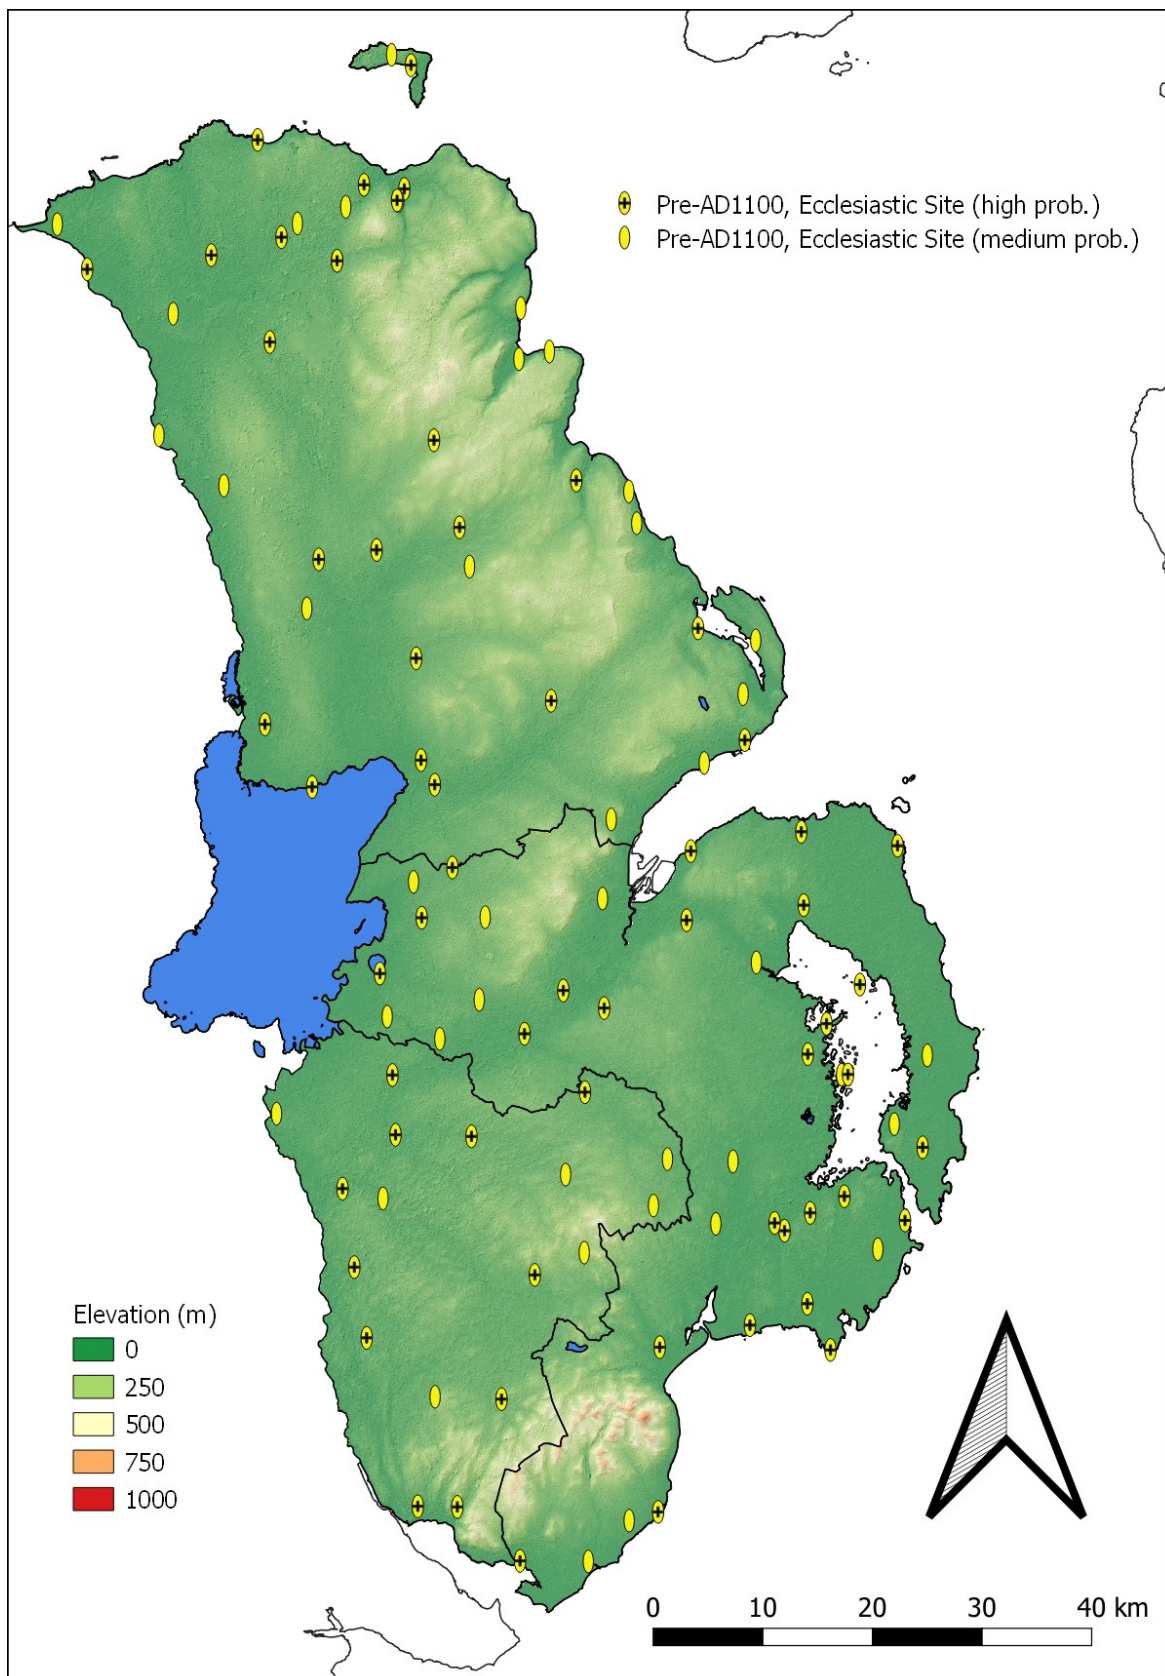 Pre-AD1100, Ecclesiastic Site (high prob.)
Pre-AD1100, Ecclesiastic Site (medium prob.)
Elevation (m)
0
250
500
750
1000
0 10 20 30 40 km